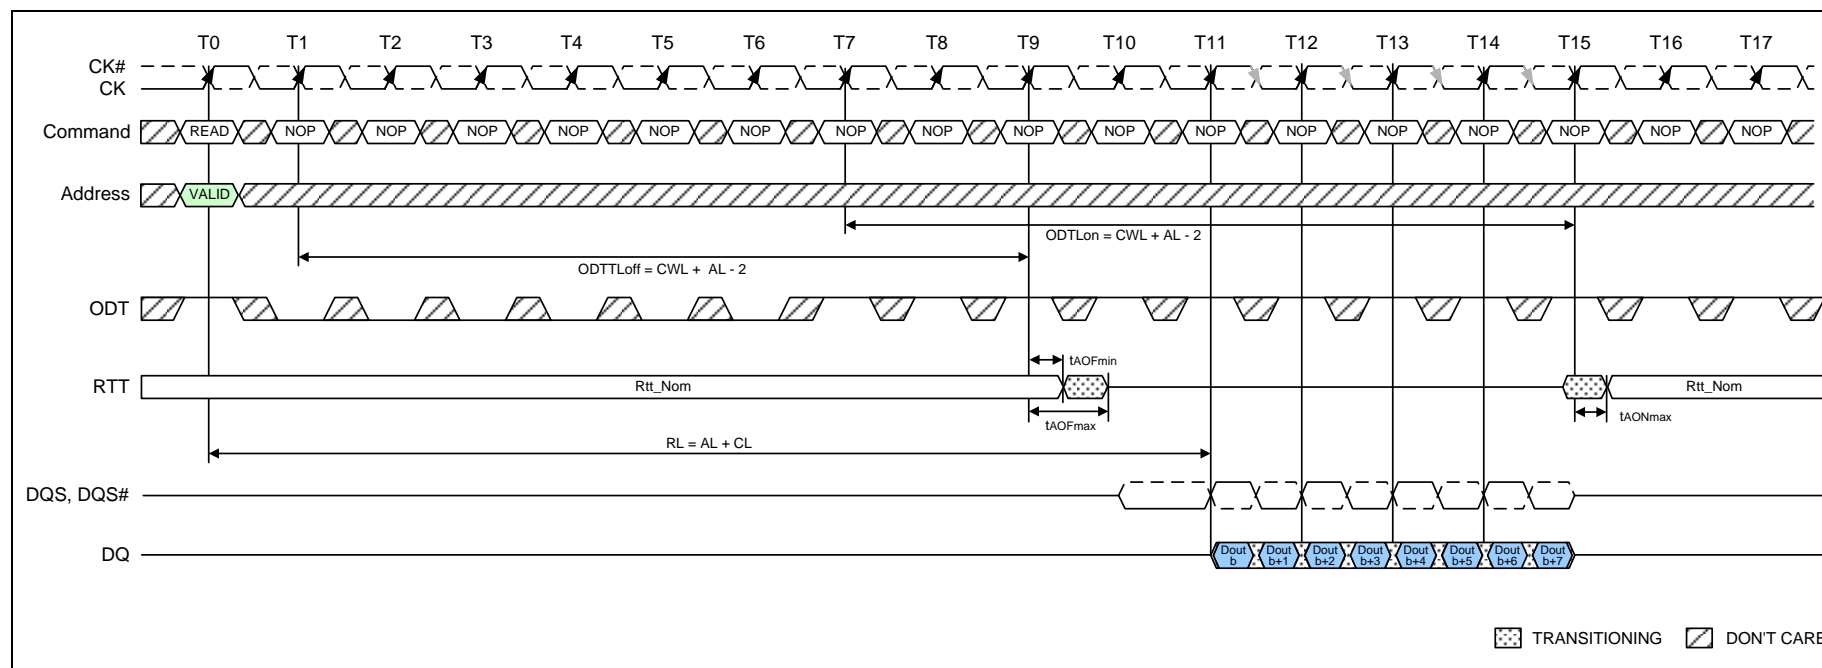 T0 T1 T2 T3 T4 T5 T6 T7 T8 T9 T10 T11 T12 T13 T14 T15 T16 T17
CK#
CK
Command READ NOP NOP NOP NOP NOP NOP NOP NOP NOP NOP NOP NOP NOP NOP NOP NOP NOP
Address VALID
ODTLon = CWL + AL - 2
ODTTLoff = CWL + AL - 2
ODT
tAOFmin
RTT Rtt_Nom Rtt_Nom
tAOFmax tAONmax
RL = AL + CL
DQS, DQS#
DQ Dout b Dout b+1 Dout b+2 Dout b+3 Dout b+4 Dout b+5 Dout b+6 Dout b+7
TRANSITIONING DON'T CARE